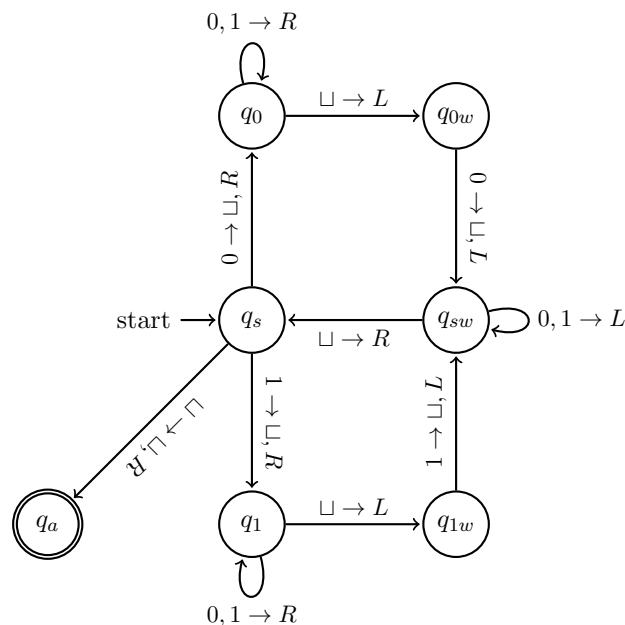 0, 1 → R
q0
⊔ → L
q0w
0 → ⊔, R
0 → ⊔, L
start
qs
⊔ → R
qsw
0, 1 → L
⊔ → ⊔, R
1 → ⊔, R
1 → ⊔, L
qa
q1
⊔ → L
q1w
0, 1 → R